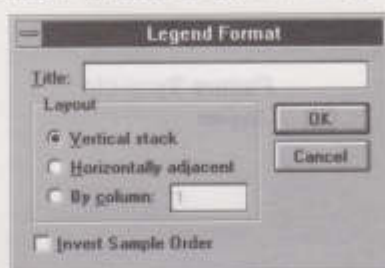 Legend Format
Title:
Layout
Vertical stack
Horizontally adjacent
By column: 1
OK
Cancel
Invert Sample Order